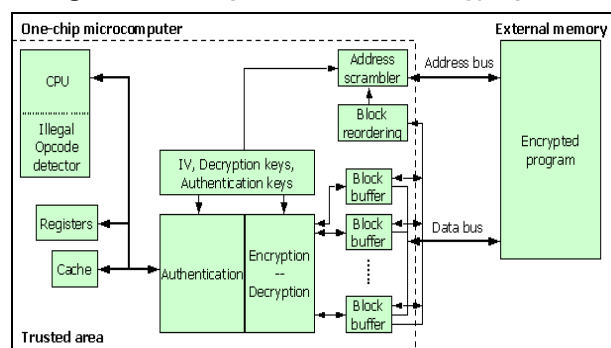 One-chip microcomputer
External memory
CPU
Illegal
Opcode
detector
Address
scrambler
Address bus
Block
reordering
Encrypted
program
IV, Decryption keys,
Authentication keys
Block
buffer
Registers
Block
buffer
Data bus
Cache
Authentication
Encryption
--
Decryption
Block
buffer
Trusted area